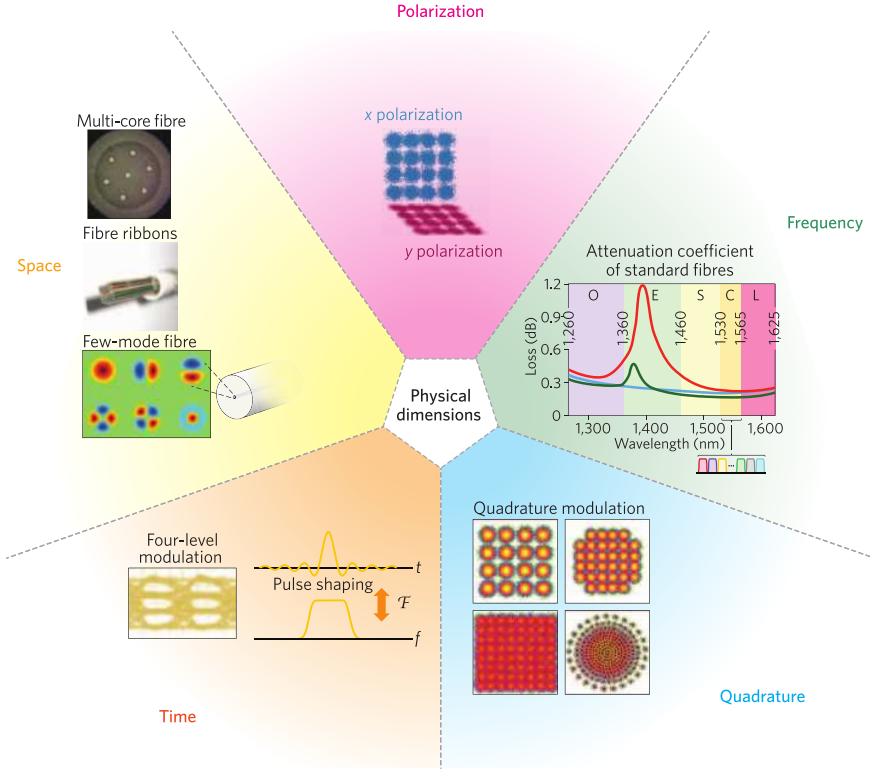 Polarization
x polarization
y polarization
Multi-core fibre
Fibre ribbons
Space
Few-mode fibre
Frequency
Attenuation coefficient
of standard fibres
1.2
0.9
0.6
0.3
0
Loss (dB)
O
E
S
C
L
1,260
1,360
1,460
1,530
1,565
1,625
1,300
1,400
1,500
1,600
Wavelength (nm)
...
Physical
dimensions
Four-level
modulation
t
Pulse shaping
ℱ
f
Time
Quadrature modulation
Quadrature